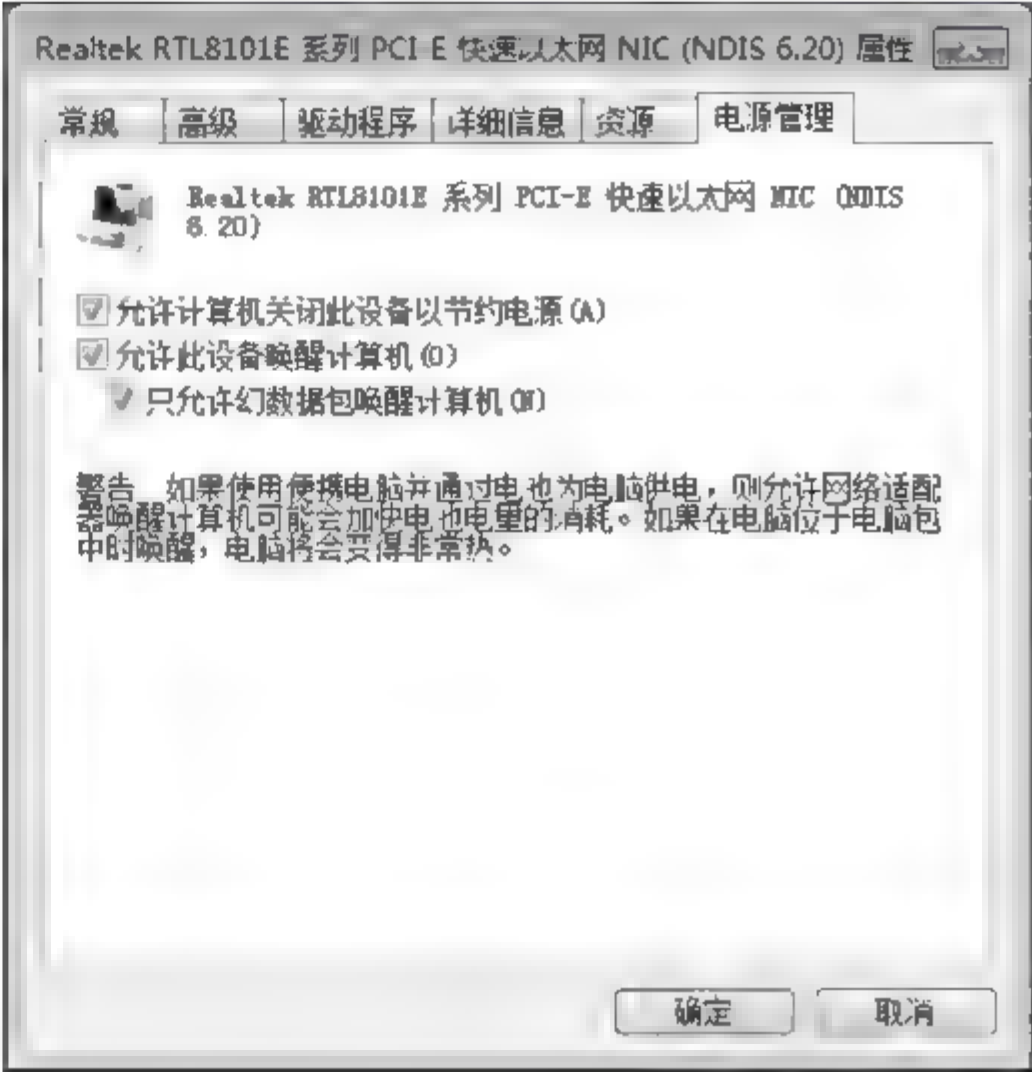 Realtek RTL8101E 系列 PCI-E 快速以太网 NIC (NDIS 6.20) 属性
常规 高级 驱动程序 详细信息 资源 电源管理
Realtek RTL8101E 系列 PCI-E 快速以太网 NIC (NDIS
6.20)
允许计算机关闭此设备以节约电源(A)
允许此设备唤醒计算机(O)
只允许幻数据包唤醒计算机(M)
警告 如果使用便携电脑并通过电池为电脑供电，则允许网络适配
器唤醒计算机可能会加快电池电量的消耗。如果在电脑位于电脑包
中时唤醒，电脑将会变得非常热。
确定 取消